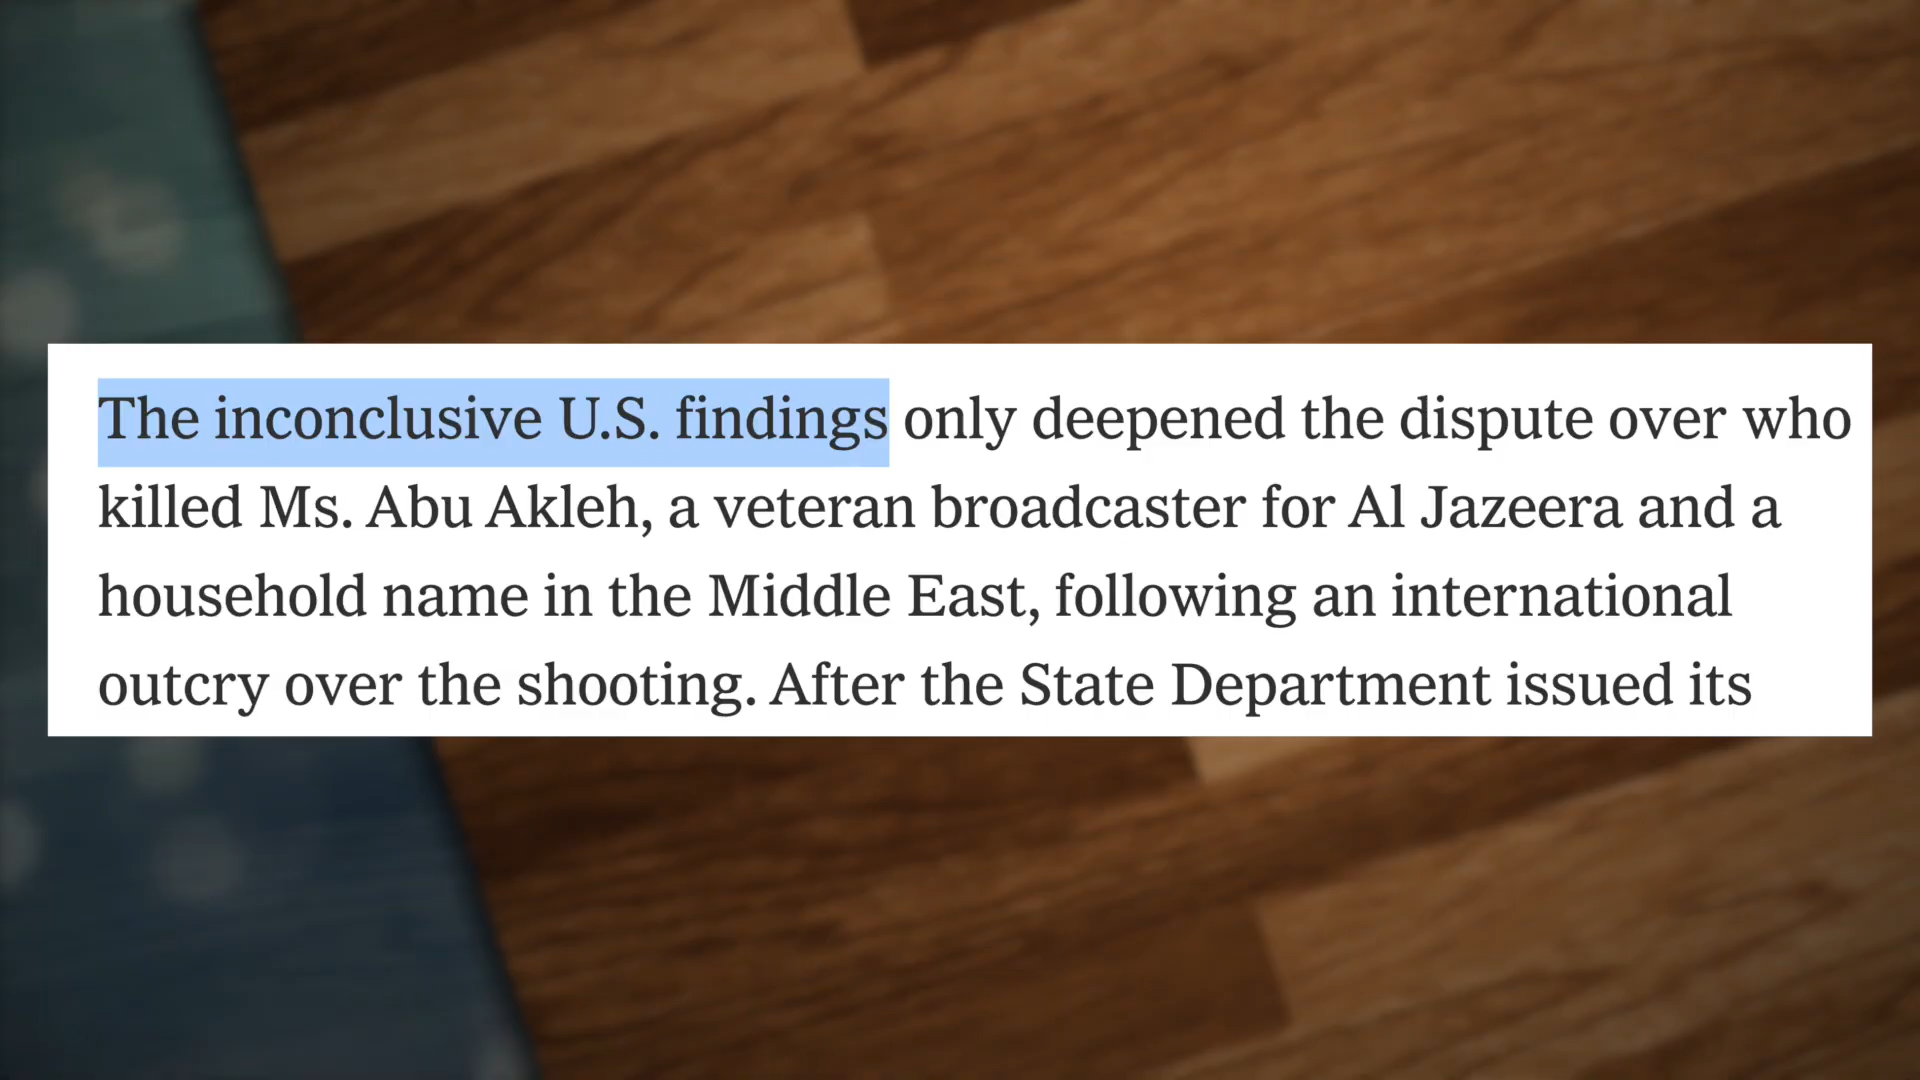 The inconclusive U.S. findings only deepened the dispute over who
killed Ms. Abu Akleh, a veteran broadcaster for Al Jazeera and a
household name in the Middle East, following an international
outcry over the shooting. After the State Department issued its